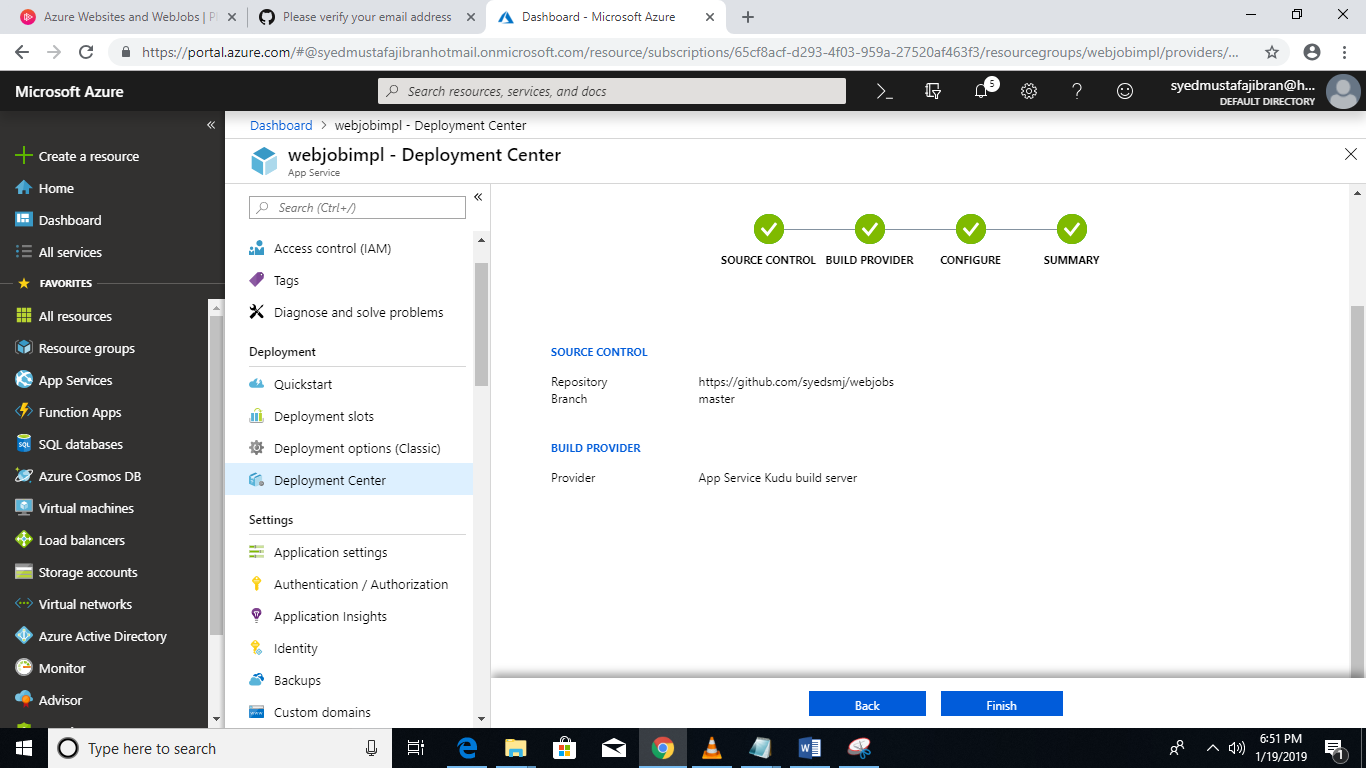 Azure Websites and WebJobs | Pl
Please verify your email address
Dashboard - Microsoft Azure
https://portal.azure.com/#@syedmustafajibranhotmail.onmicrosoft.com/resource/subscriptions/65cf8acf-d293-4f03-959a-27520af463f3/resourcegroups/webjobimpl/providers/...
Microsoft Azure
Search resources, services, and docs
5
syedmustafajibran@h...
DEFAULT DIRECTORY
Create a resource
Home
Dashboard
All services
FAVORITES
All resources
Resource groups
App Services
Function Apps
SQL databases
Azure Cosmos DB
Virtual machines
Load balancers
Storage accounts
Virtual networks
Azure Active Directory
Monitor
Advisor
Dashboard > webjobimpl - Deployment Center
webjobimpl - Deployment Center
App Service
Search (Ctrl+/)
Access control (IAM)
Tags
Diagnose and solve problems
Deployment
Quickstart
Deployment slots
Deployment options (Classic)
Deployment Center
Settings
Application settings
Authentication / Authorization
Application Insights
Identity
Backups
Custom domains
SOURCE CONTROL
BUILD PROVIDER
CONFIGURE
SUMMARY
SOURCE CONTROL
Repository https://github.com/syedsmj/webjobs
Branch master
BUILD PROVIDER
Provider App Service Kudu build server
Back
Finish
Type here to search
6:51 PM
1/19/2019
1